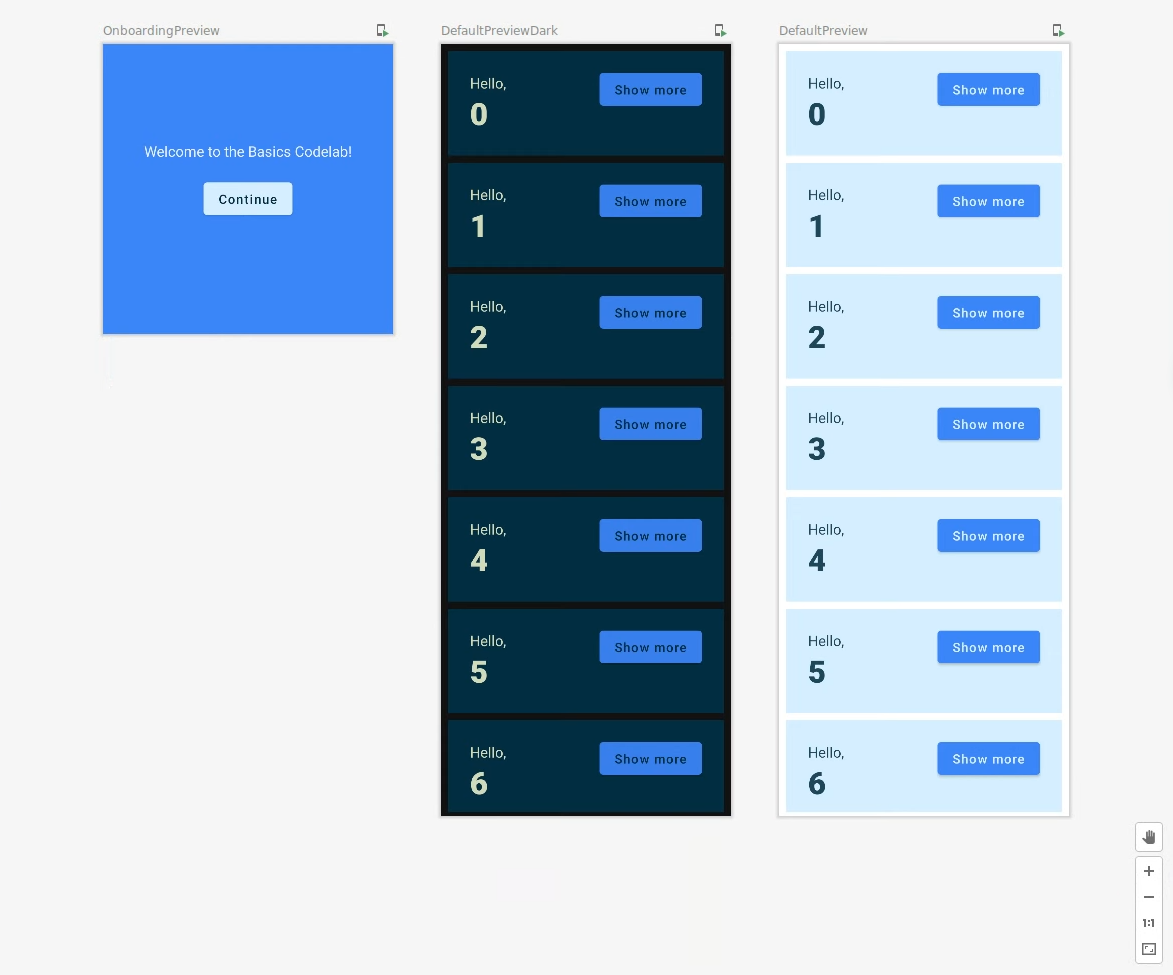 OnboardingPreview
Welcome to the Basics Codelab!
Continue
DefaultPreviewDark
Hello,
0
Show more
Hello,
1
Show more
Hello,
2
Show more
Hello,
3
Show more
Hello,
4
Show more
Hello,
5
Show more
Hello,
6
Show more
DefaultPreview
Hello,
0
Show more
Hello,
1
Show more
Hello,
2
Show more
Hello,
3
Show more
Hello,
4
Show more
Hello,
5
Show more
Hello,
6
Show more
1:1